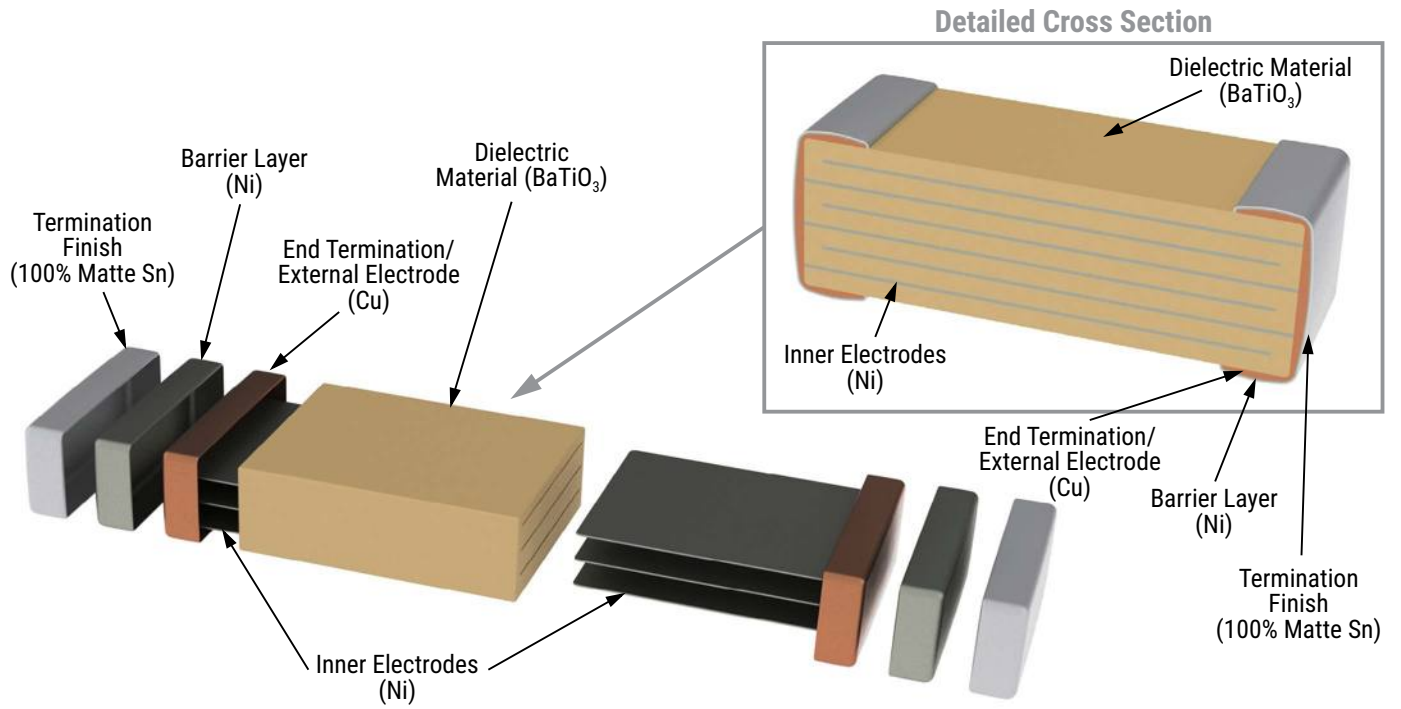 Detailed Cross Section
Dielectric Material
(BaTiO₃)
Inner Electrodes
(Ni)
End Termination/
External Electrode
(Cu)
Barrier Layer
(Ni)
Termination
Finish
(100% Matte Sn)
Termination
Finish
(100% Matte Sn)
Barrier Layer
(Ni)
End Termination/
External Electrode
(Cu)
Dielectric
Material (BaTiO₃)
Inner Electrodes
(Ni)